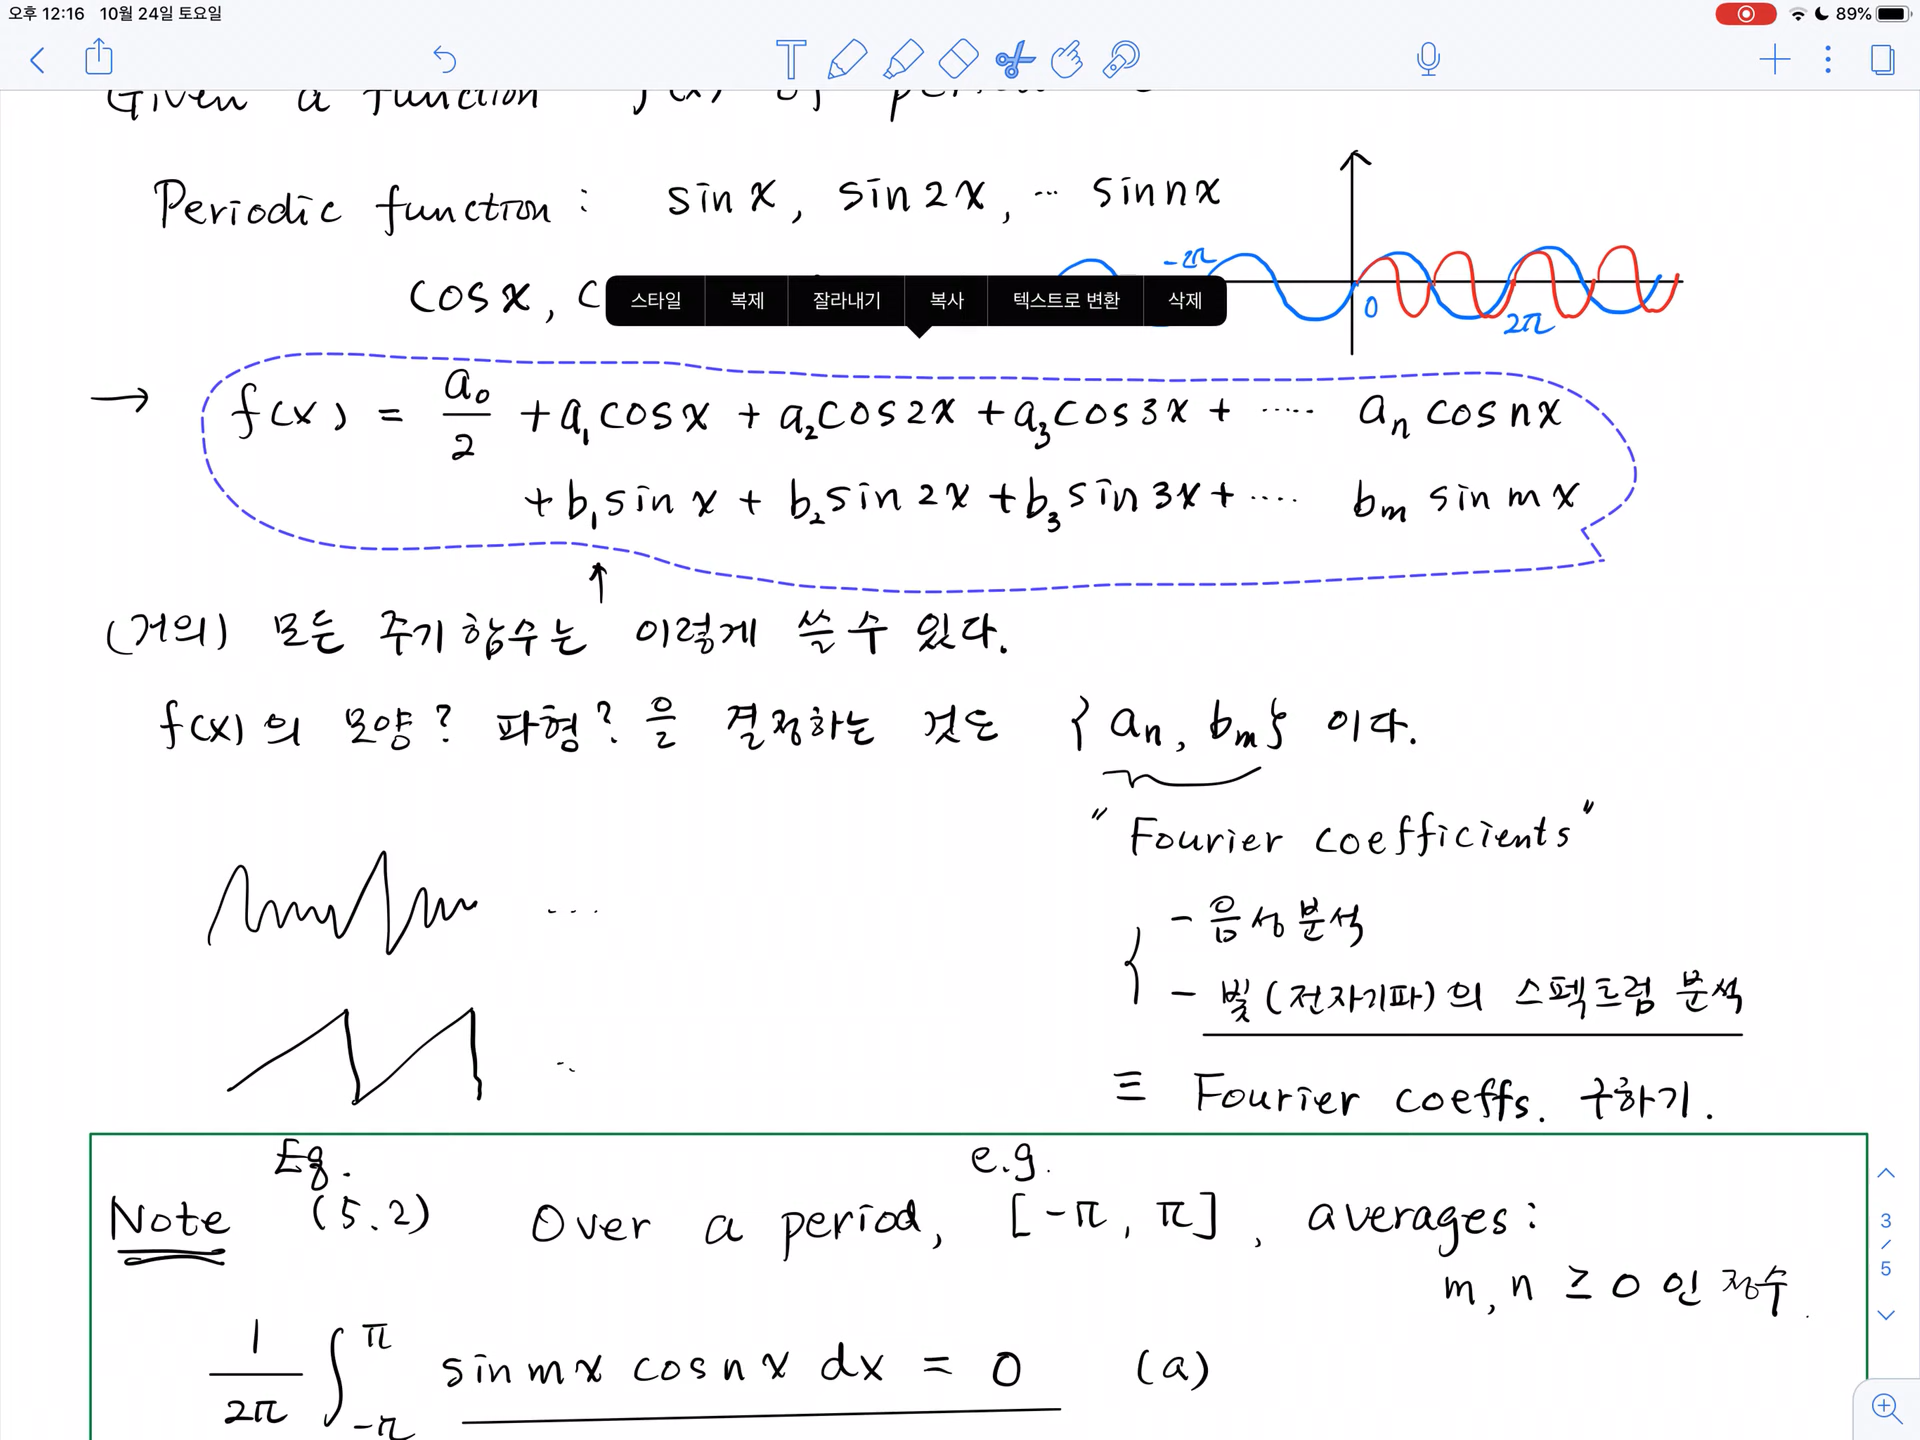 오후 12:16 10월 24일 토요일 89%
Given a function f(x) of
Periodic function : sin x, sin 2x, ... sin nx
cos x, c
-2π 0 2π
스타일 복제 잘라내기 복사 텍스트로 변환 삭제
→ f(x) = a₀/2 + a₁cos x + a₂cos 2x + a₃cos 3x + ..... aₙ cos nx
+ b₁sin x + b₂sin 2x + b₃sin 3x + .... bₘ sin mx
↑
(거의) 모든 주기함수는 이렇게 쓸 수 있다.
f(x)의 모양? 파형?을 결정하는 것은 {aₙ, bₘ} 이다.
"Fourier coefficients"
...
- 음성분석
- 빛(전자기파)의 스펙트럼 분석
≡ Fourier coeffs. 구하기.
Eq. e.g.
Note (5.2) Over a period, [-π, π], averages:
m, n ≥ 0 인 정수.
1/2π ∫_{-π}^{π} sin mx cos nx dx = 0 (a)
3/5